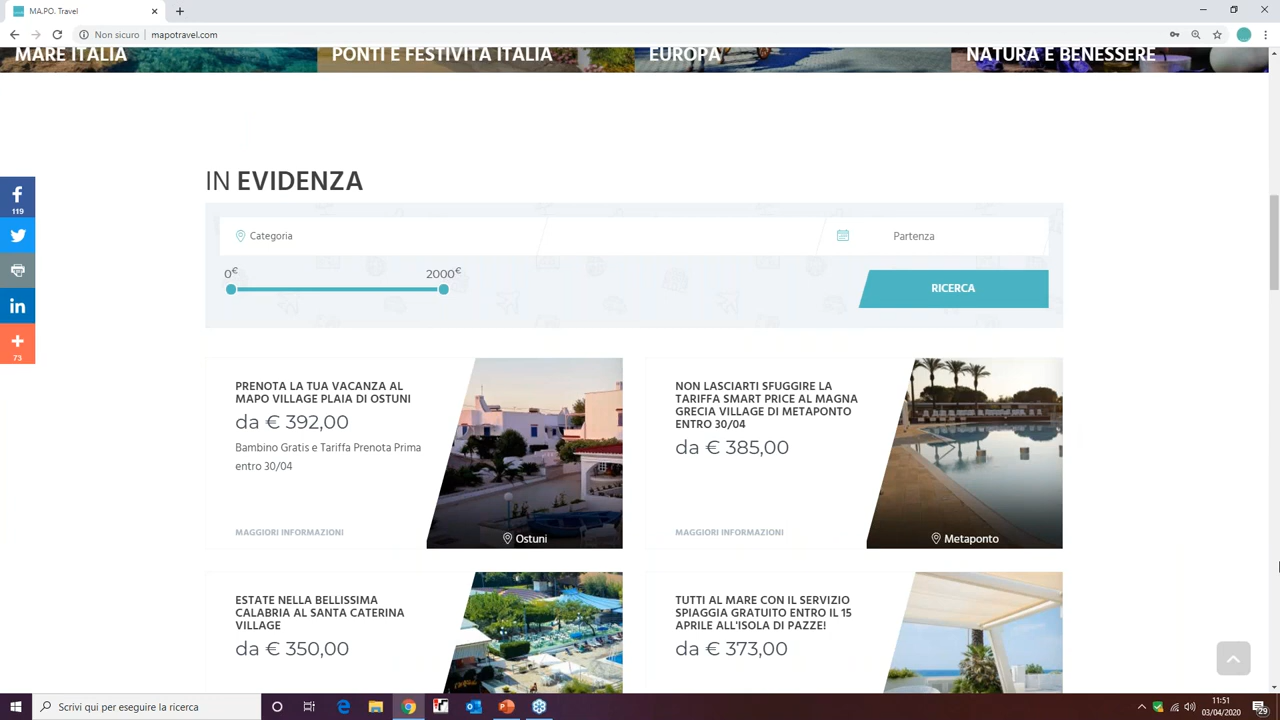 MA.PO. Travel
Non sicuro
mapotravel.com
MARE ITALIA
PONTI E FESTIVITÀ ITALIA
EUROPA
NATURA E BENESSERE
119
73
IN EVIDENZA
Categoria
Partenza
0€
2000€
RICERCA
PRENOTA LA TUA VACANZA AL
MAPO VILLAGE PLAIA DI OSTUNI
da € 392,00
Bambino Gratis e Tariffa Prenota Prima
entro 30/04
MAGGIORI INFORMAZIONI
Ostuni
NON LASCIARTI SFUGGIRE LA
TARIFFA SMART PRICE AL MAGNA
GRECIA VILLAGE DI METAPONTO
ENTRO 30/04
da € 385,00
MAGGIORI INFORMAZIONI
Metaponto
ESTATE NELLA BELLISSIMA
CALABRIA AL SANTA CATERINA
VILLAGE
da € 350,00
TUTTI AL MARE CON IL SERVIZIO
SPIAGGIA GRATUITO ENTRO IL 15
APRILE ALL'ISOLA DI PAZZE!
da € 373,00
Scrivi qui per eseguire la ricerca
11:51
03/04/2020
29